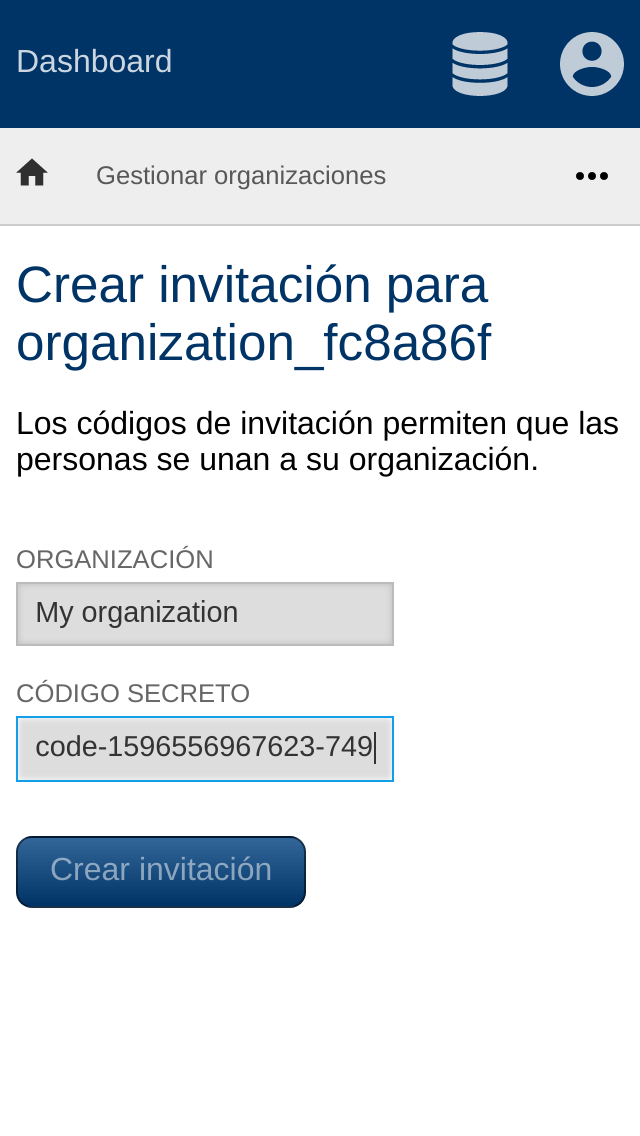 Dashboard
Gestionar organizaciones
Crear invitación para
organization_fc8a86f
Los códigos de invitación permiten que las
personas se unan a su organización.
ORGANIZACIÓN
My organization
CÓDIGO SECRETO
code-1596556967623-749
Crear invitación